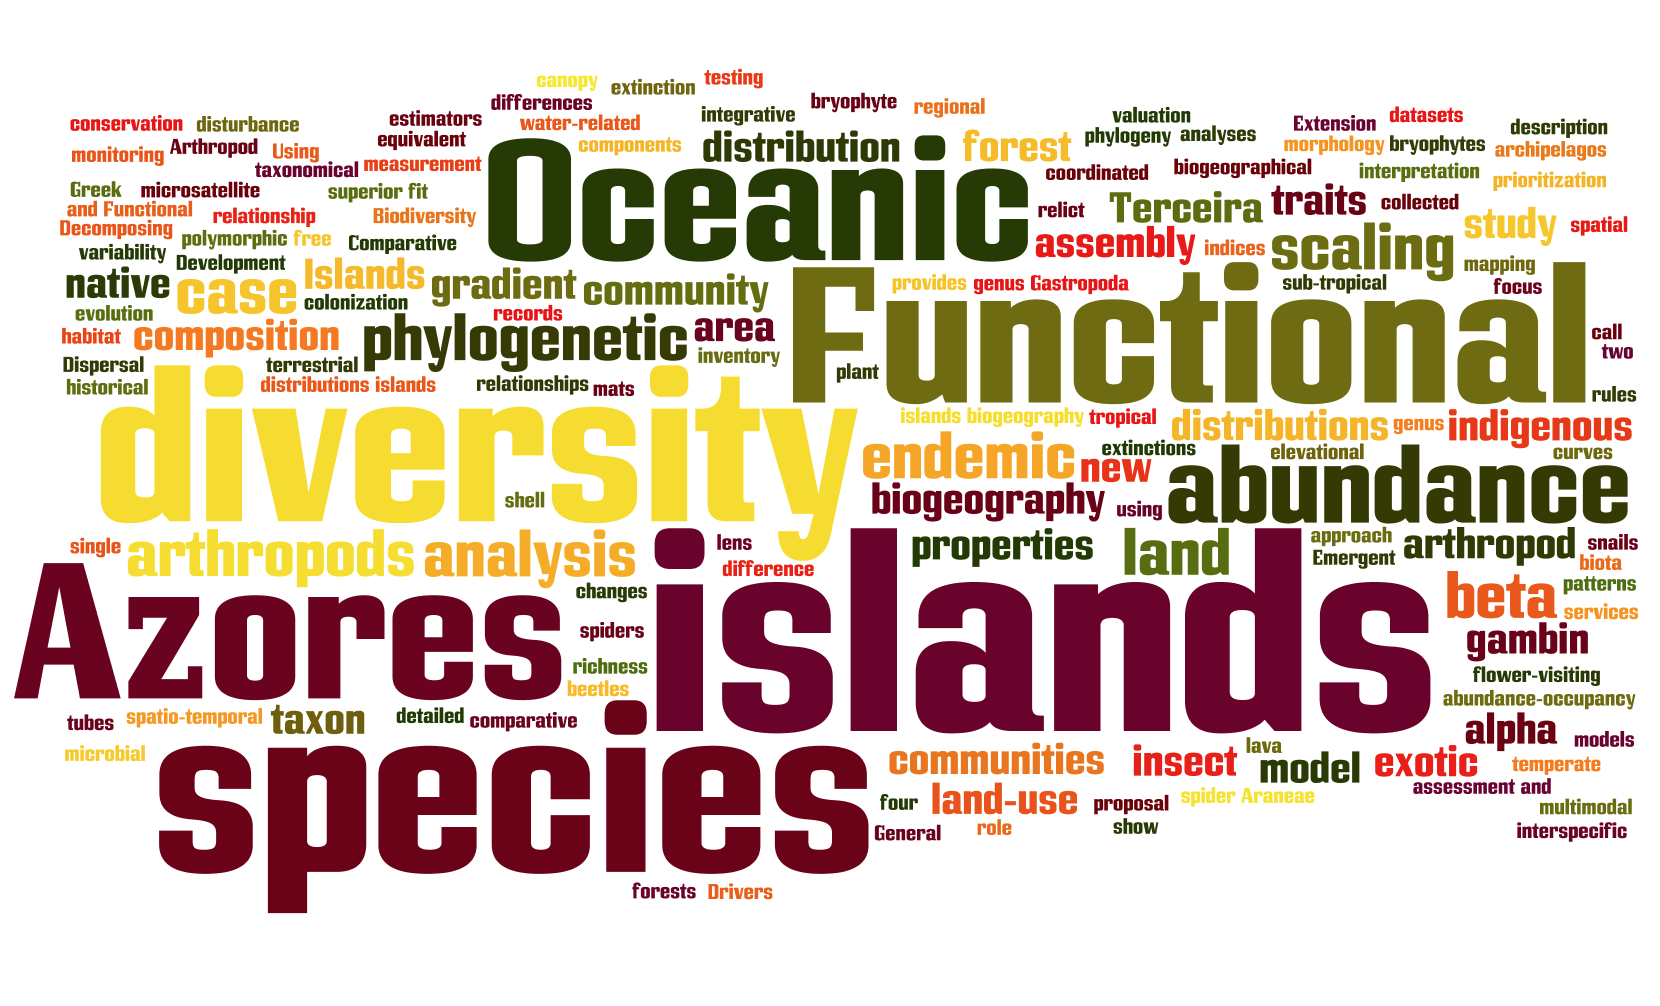 canopy
extinction
testing
differences
bryophyte
regional
estimators
integrative
valuation
datasets
conservation
disturbance
water-related
Extension
description
equivalent
components
distribution
forest
phylogeny
analyses
morphology
bryophytes
archipelagos
monitoring
Arthropod
Using
taxonomical
measurement
Oceanic
coordinated
biogeographical
interpretation
prioritization
Greek
microsatellite
superior fit
and Functional
relationship
Biodiversity
relict
Terceira
traits
collected
study
spatial
Decomposing
polymorphic
free
Comparative
assembly
indices
scaling
variability
Development
Islands
gradient
community
provides
genus Gastropoda
sub-tropical
mapping
focus
native
case
colonization
evolution
records
habitat
composition
phylogenetic
area
Functional
call
two
Dispersal
terrestrial
inventory
plant
historical
distributions islands
relationships
mats
rules
diversity
islands biogeography
tropical
distributions
genus
indigenous
endemic
new
extinctions
elevational
curves
shell
biogeography
using
abundance
single
arthropods
analysis
lens
difference
properties
land
approach
Emergent
arthropod
snails
biota
changes
beta
patterns
services
Azores
spiders
islands
gambin
richness
beetles
flower-visiting
abundance-occupancy
tubes
spatio-temporal
taxon
detailed
comparative
alpha
models
microbial
species
communities
insect
lava
model
exotic
temperate
four
land-use
proposal
spider Araneae
assessment and
multimodal
General
role
show
interspecific
forests
Drivers